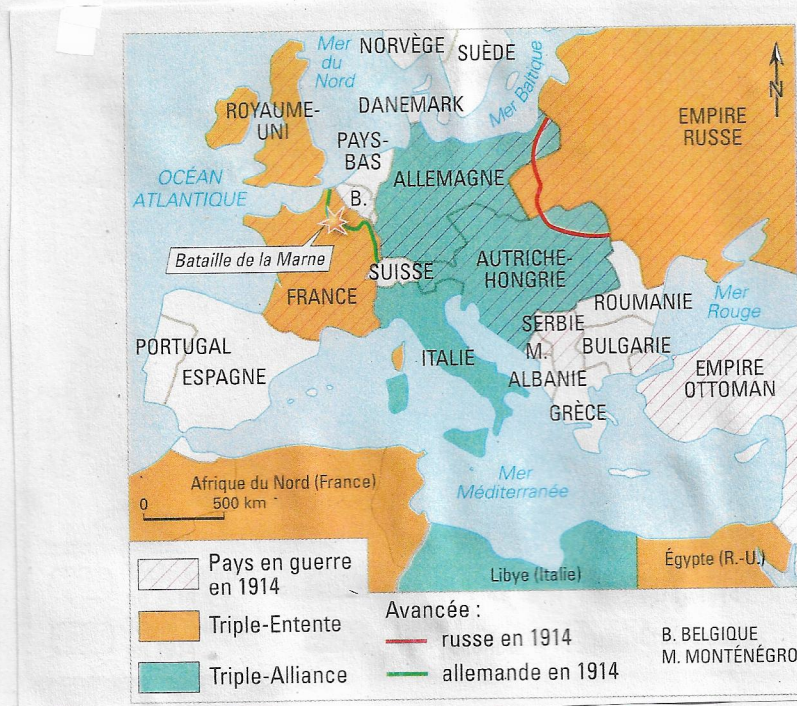 Mer
du
Nord
NORVÈGE
SUÈDE
Mer Baltique
N
ROYAUME-
UNI
DANEMARK
EMPIRE
RUSSE
PAYS-
BAS
OCÉAN
ATLANTIQUE
ALLEMAGNE
B.
Bataille de la Marne
SUISSE
AUTRICHE-
HONGRIE
FRANCE
ROUMANIE
Mer
Rouge
SERBIE
PORTUGAL
M.
BULGARIE
ITALIE
ESPAGNE
ALBANIE
EMPIRE
OTTOMAN
GRÈCE
Afrique du Nord (France)
0
500 km
Mer
Méditerranée
Libye (Italie)
Égypte (R.-U.)
Pays en guerre
en 1914
Triple-Entente
Triple-Alliance
Avancée :
russe en 1914
allemande en 1914
B. BELGIQUE
M. MONTÉNÉGRO